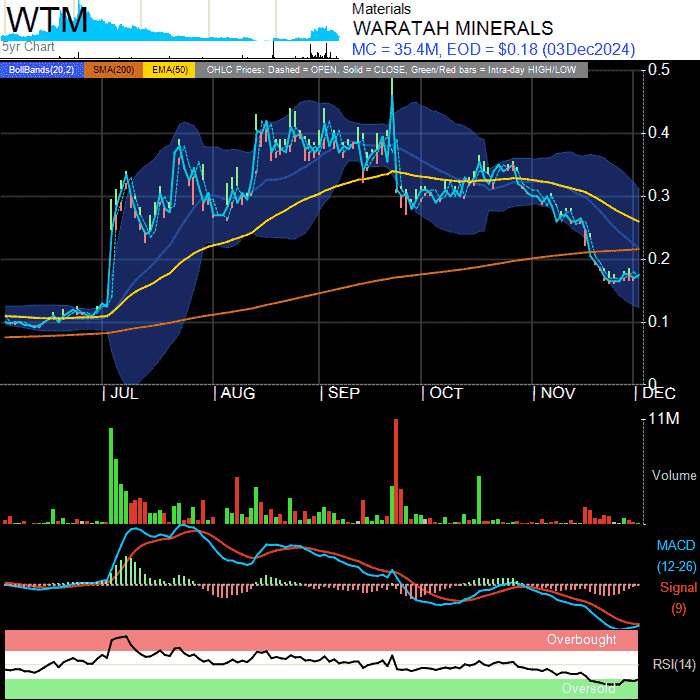 WTM
5yr Chart
Materials
WARATAH MINERALS
MC = 35.4M, EOD = $0.18 (03Dec2024)
BollBands(20,2) SMA(200) EMA(50) OHLC Prices: Dashed = OPEN, Solid = CLOSE, Green/Red bars = Intra-day HIGH/LOW
0.5
0.4
0.3
0.2
0.1
0
JUL AUG SEP OCT NOV DEC
11M
Volume
MACD
(12-26)
Signal
(9)
Overbought
RSI(14)
Oversold